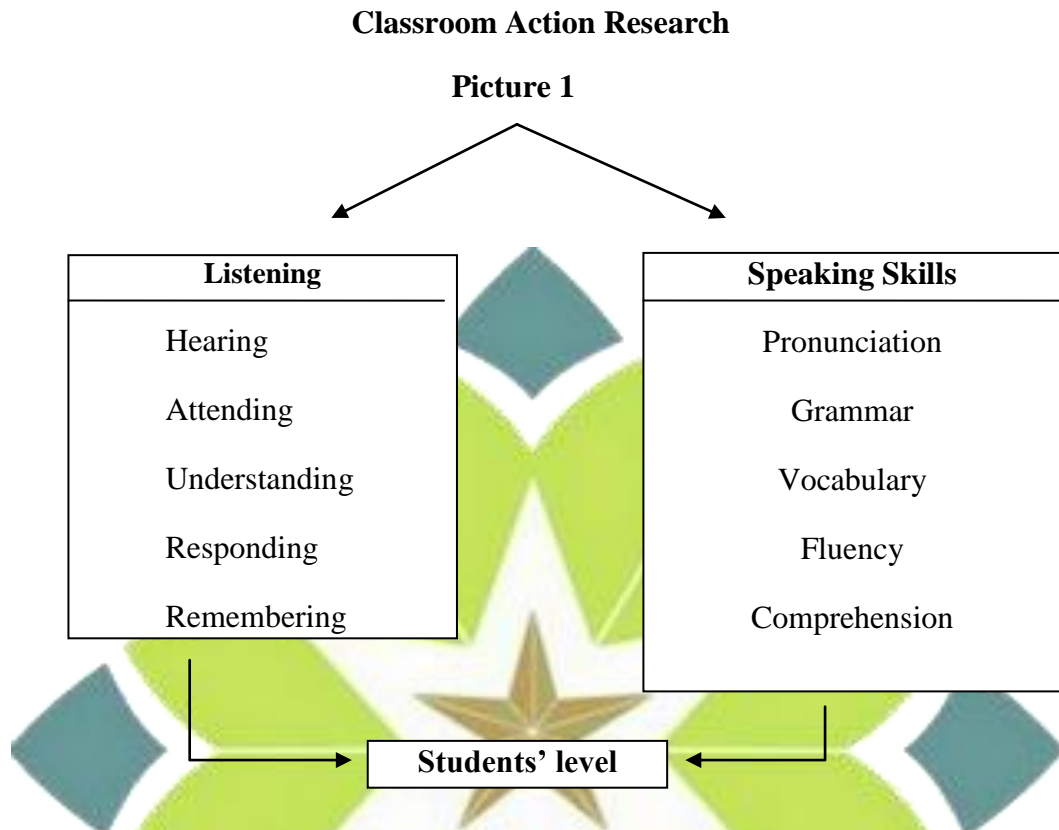 Classroom Action Research
Picture 1
Listening
Hearing
Attending
Understanding
Responding
Remembering
Speaking Skills
Pronunciation
Grammar
Vocabulary
Fluency
Comprehension
Students’ level